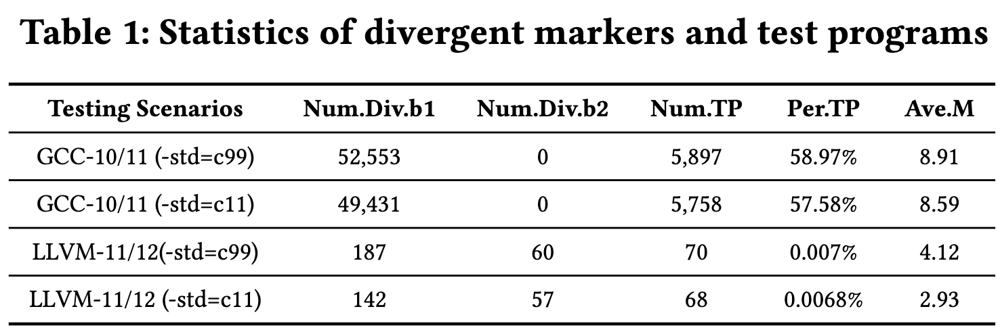 Table 1: Statistics of divergent markers and test programs
Testing Scenarios Num.Div.b1 Num.Div.b2 Num.TP Per.TP Ave.M
GCC-10/11 (-std=c99) 52,553 0 5,897 58.97% 8.91
GCC-10/11 (-std=c11) 49,431 0 5,758 57.58% 8.59
LLVM-11/12(-std=c99) 187 60 70 0.007% 4.12
LLVM-11/12 (-std=c11) 142 57 68 0.0068% 2.93